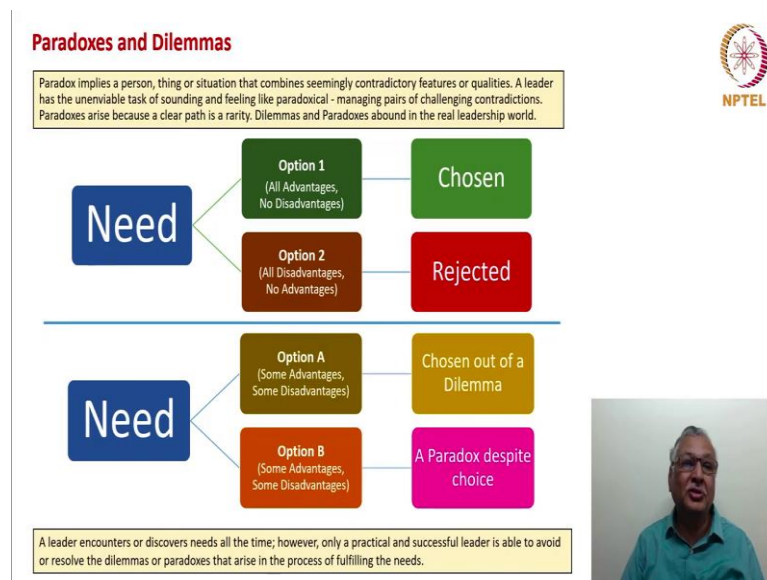 Paradoxes and Dilemmas
NPTEL
Paradox implies a person, thing or situation that combines seemingly contradictory features or qualities. A leader
has the unenviable task of sounding and feeling like paradoxical - managing pairs of challenging contradictions.
Paradoxes arise because a clear path is a rarity. Dilemmas and Paradoxes abound in the real leadership world.
Need
Option 1
(All Advantages,
No Disadvantages)
Chosen
Option 2
(All Disadvantages,
No Advantages)
Rejected
Need
Option A
(Some Advantages,
Some Disadvantages)
Chosen out of a
Dilemma
Option B
(Some Advantages,
Some Disadvantages)
A Paradox despite
choice
A leader encounters or discovers needs all the time; however, only a practical and successful leader is able to avoid
or resolve the dilemmas or paradoxes that arise in the process of fulfilling the needs.